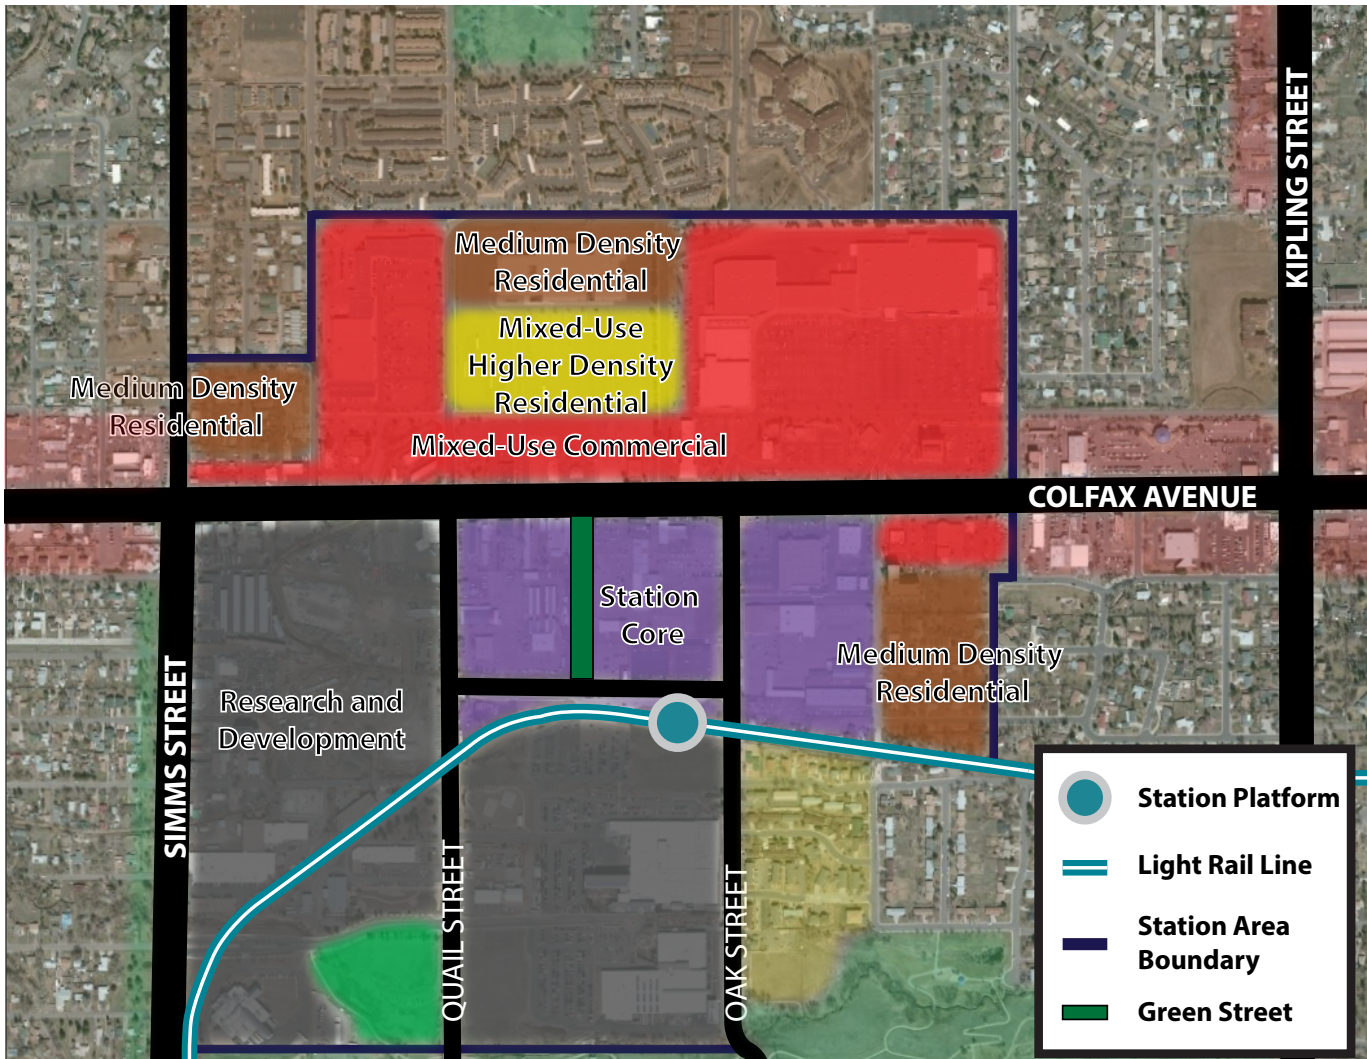 KIPLING STREET
Medium Density
Residential
Mixed-Use
Higher Density
Residential
Medium Density
Residential
Mixed-Use Commercial
COLFAX AVENUE
Station
Core
Medium Density
Residential
Research and
Development
SIMMS STREET
QUAIL STREET
OAK STREET
Station Platform
Light Rail Line
Station Area
Boundary
Green Street